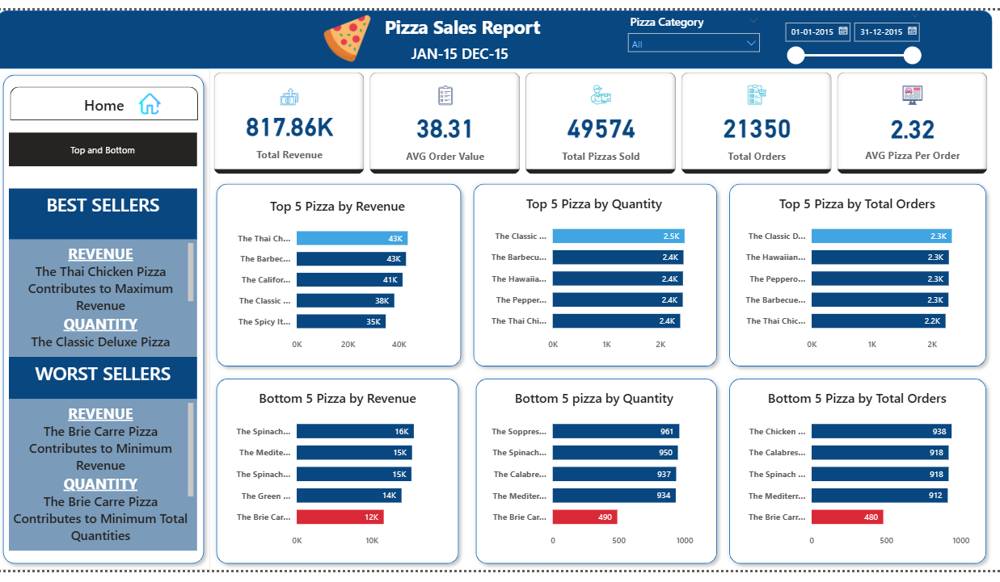 Pizza Sales Report
JAN-15 DEC-15
Pizza Category
All
01-01-2015
31-12-2015
Home
Top and Bottom
BEST SELLERS
REVENUE
The Thai Chicken Pizza
Contributes to Maximum
Revenue
QUANTITY
The Classic Deluxe Pizza
WORST SELLERS
REVENUE
The Brie Carre Pizza
Contributes to Minimum
Revenue
QUANTITY
The Brie Carre Pizza
Contributes to Minimum Total
Quantities
817.86K
Total Revenue
38.31
AVG Order Value
49574
Total Pizzas Sold
21350
Total Orders
2.32
AVG Pizza Per Order
Top 5 Pizza by Revenue
The Thai Ch... 43K
The Barbec... 43K
The Califor... 41K
The Classic ... 38K
The Spicy It... 35K
0K 20K 40K
Top 5 Pizza by Quantity
The Classic ... 2.5K
The Barbecu... 2.4K
The Hawaiia... 2.4K
The Pepper... 2.4K
The Thai Chi... 2.4K
0K 1K 2K
Top 5 Pizza by Total Orders
The Classic D... 2.3K
The Hawaiian... 2.3K
The Peppero... 2.3K
The Barbecue... 2.3K
The Thai Chic... 2.2K
0K 1K 2K
Bottom 5 Pizza by Revenue
The Spinach... 16K
The Medite... 15K
The Spinach... 15K
The Green ... 14K
The Brie Car... 12K
0K 10K
Bottom 5 pizza by Quantity
The Soppres... 961
The Spinach... 950
The Calabre... 937
The Mediter... 934
The Brie Car... 490
0 500 1000
Bottom 5 Pizza by Total Orders
The Chicken ... 938
The Calabres... 918
The Spinach ... 918
The Mediterr... 912
The Brie Carr... 480
0 500 1000